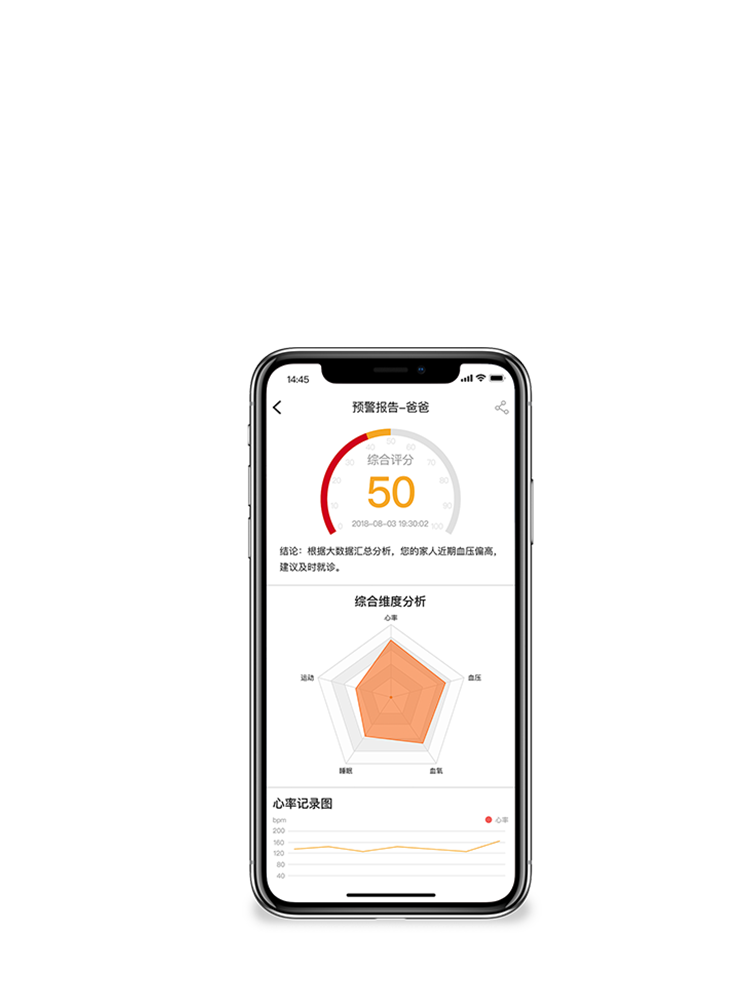 14:45
预警报告-爸爸
50
40 60
综合评分
30 70
50
20 80
10 90
2018-08-03 19:30:02
0 100
结论：根据大数据汇总分析，您的家人近期血压偏高，
建议及时就诊。
综合维度分析
心率
运动 血压
睡眠 血氧
心率记录图
bpm 心率
200
160
120
80
40